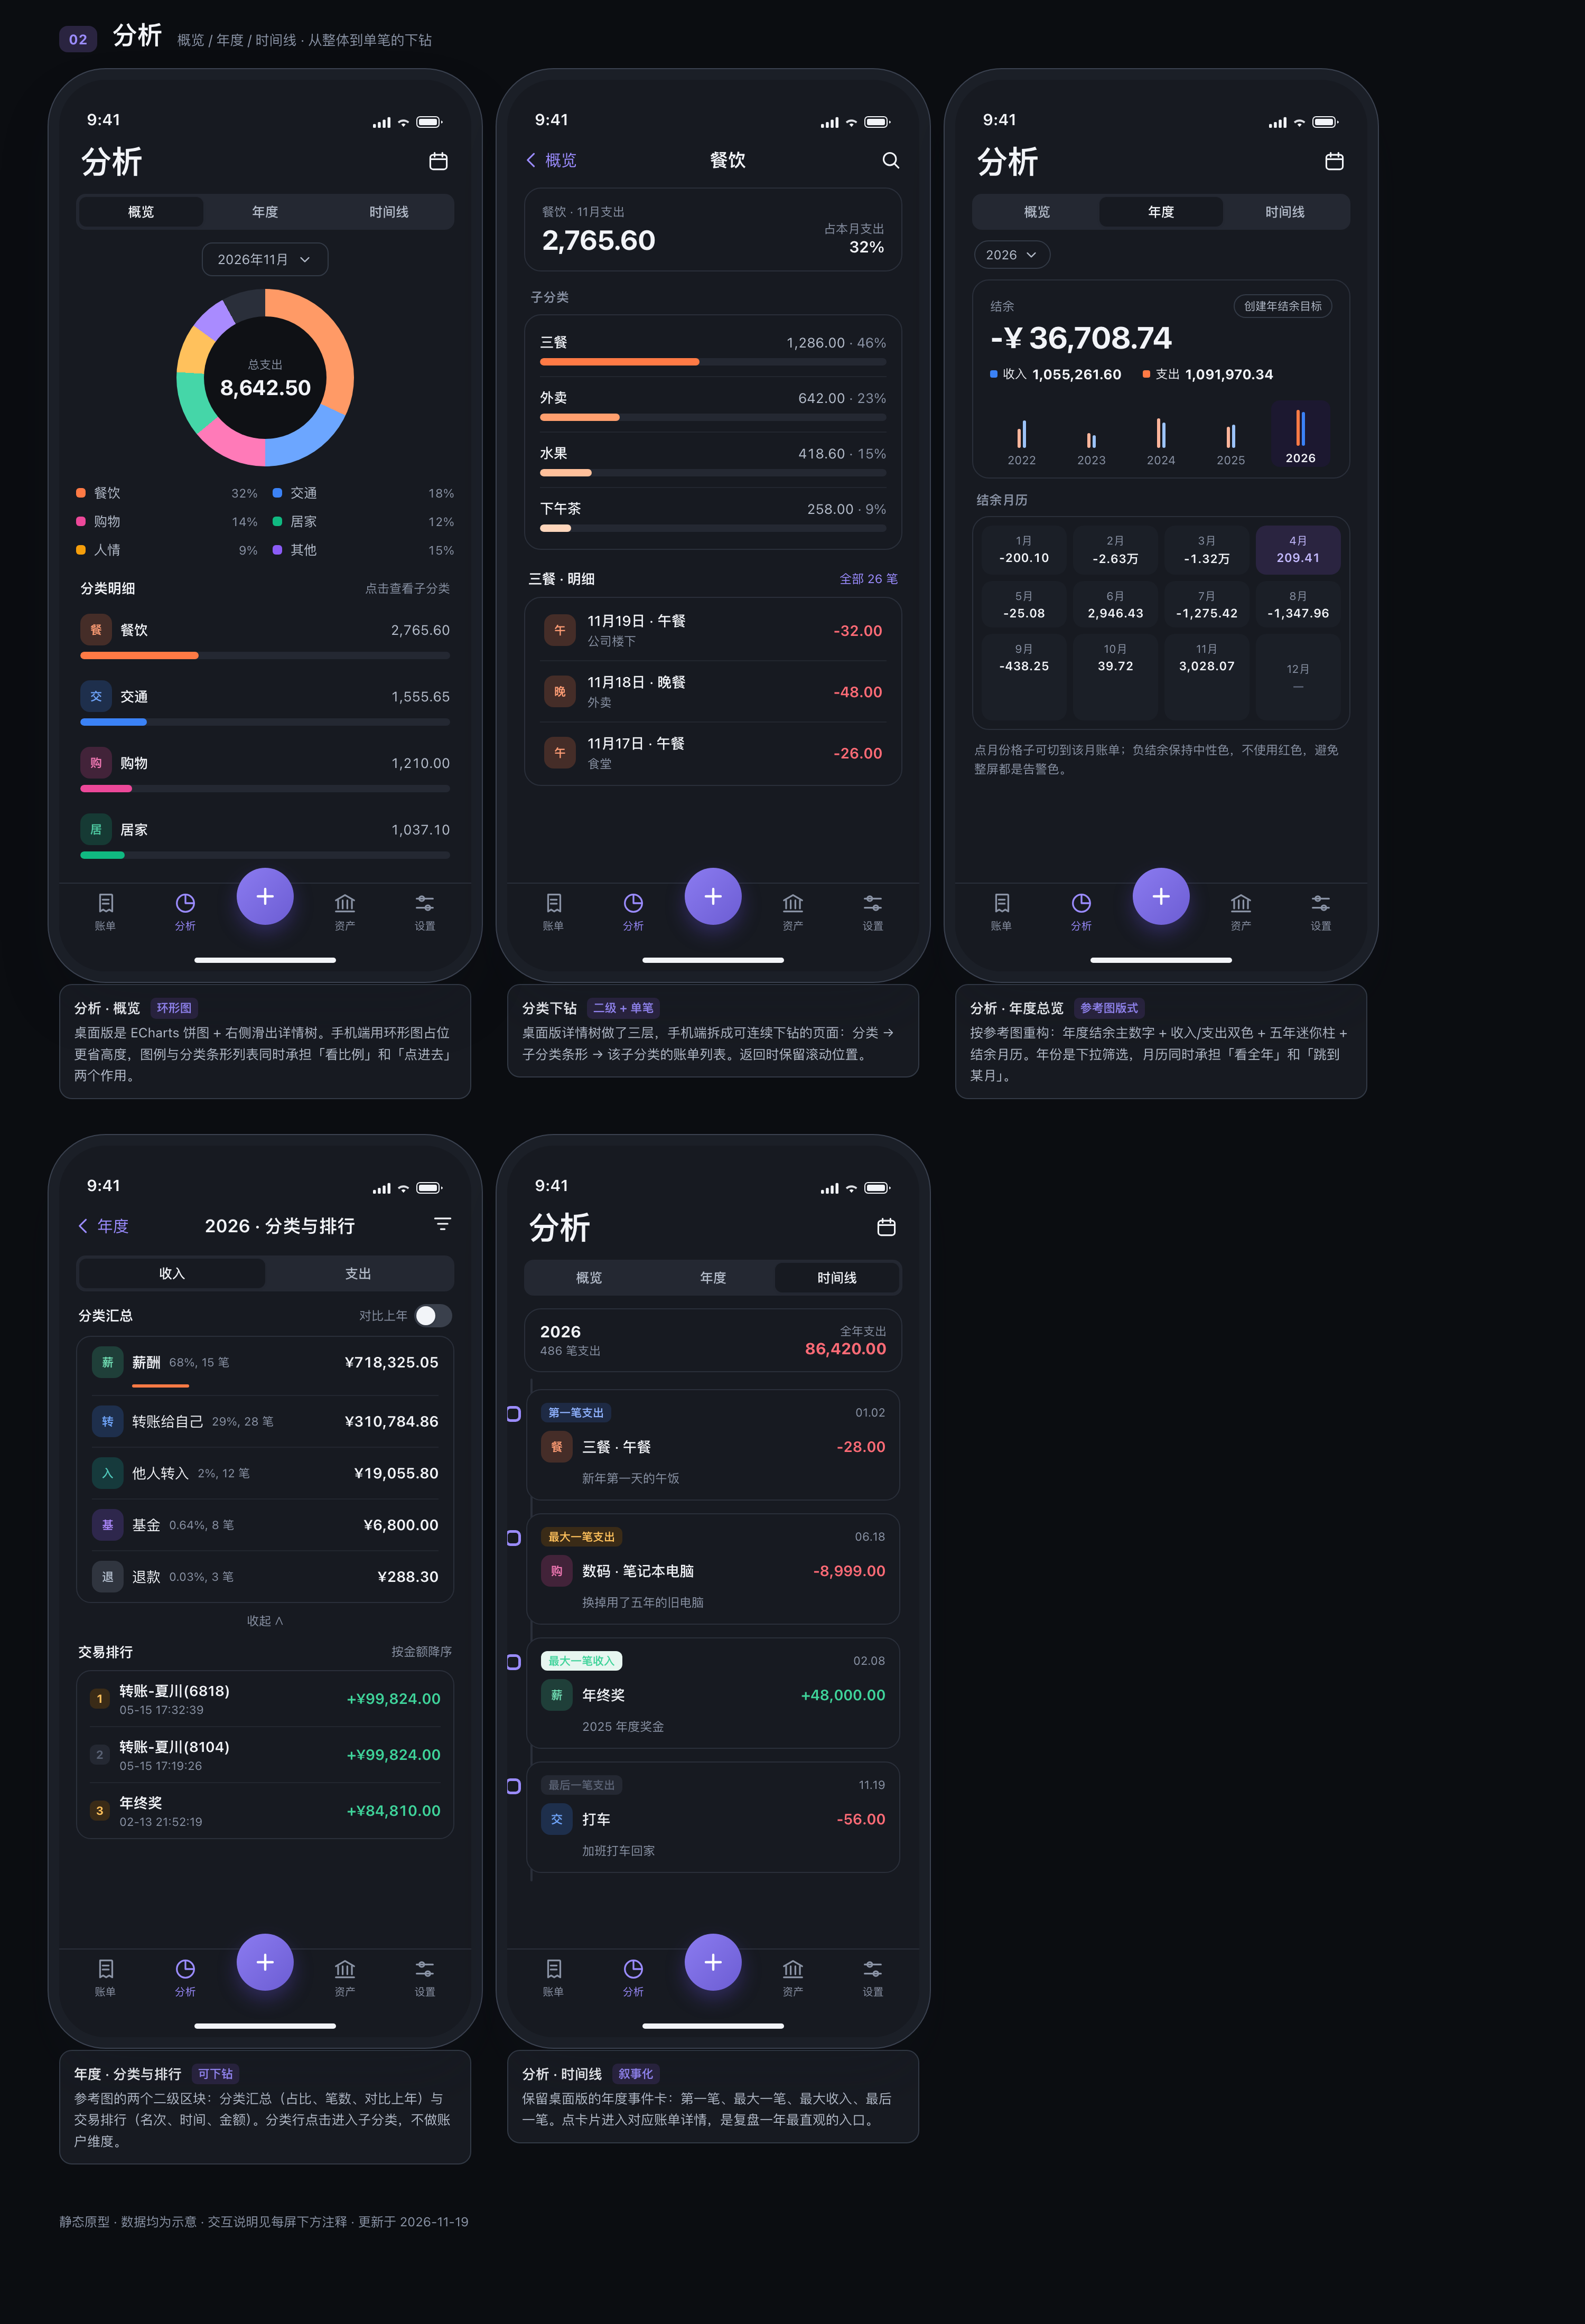 02 分析 概览 / 年度 / 时间线 · 从整体到单笔的下钻
9:41
分析
概览 年度 时间线
2026年11月
总支出
8,642.50
餐饮 32% 交通 18%
购物 14% 居家 12%
人情 9% 其他 15%
分类明细 点击查看子分类
餐 餐饮 2,765.60
交 交通 1,555.65
购 购物 1,210.00
居 居家 1,037.10
账单 分析 + 资产 设置
分析 · 概览 环形图
桌面版是 ECharts 饼图 + 右侧滑出详情树。手机端用环形图占位
更省高度，图例与分类条形列表同时承担「看比例」和「点进去」
两个作用。
9:41
概览 餐饮
餐饮 · 11月支出
2,765.60
占本月支出
32%
子分类
三餐 1,286.00 · 46%
外卖 642.00 · 23%
水果 418.60 · 15%
下午茶 258.00 · 9%
三餐 · 明细 全部 26 笔
午 11月19日 · 午餐 -32.00
公司楼下
晚 11月18日 · 晚餐 -48.00
外卖
午 11月17日 · 午餐 -26.00
食堂
账单 分析 + 资产 设置
分类下钻 二级 + 单笔
桌面版详情树做了三层，手机端拆成可连续下钻的页面：分类 →
子分类条形 → 该子分类的账单列表。返回时保留滚动位置。
9:41
分析
概览 年度 时间线
2026
结余 创建年结余目标
-¥ 36,708.74
收入 1,055,261.60 支出 1,091,970.34
2022 2023 2024 2025 2026
结余月历
1月 2月 3月 4月
-200.10 -2.63万 -1.32万 209.41
5月 6月 7月 8月
-25.08 2,946.43 -1,275.42 -1,347.96
9月 10月 11月 12月
-438.25 39.72 3,028.07 —
点月份格子可切到该月账单；负结余保持中性色，不使用红色，避免
整屏都是告警色。
账单 分析 + 资产 设置
分析 · 年度总览 参考图版式
按参考图重构：年度结余主数字 + 收入/支出双色 + 五年迷你柱 +
结余月历。年份是下拉筛选，月历同时承担「看全年」和「跳到
某月」。
9:41
年度 2026 · 分类与排行
收入 支出
分类汇总 对比上年
薪 薪酬 68%, 15 笔 ¥718,325.05
转 转账给自己 29%, 28 笔 ¥310,784.86
入 他人转入 2%, 12 笔 ¥19,055.80
基 基金 0.64%, 8 笔 ¥6,800.00
退 退款 0.03%, 3 笔 ¥288.30
收起 ∧
交易排行 按金额降序
1 转账-夏川(6818) +¥99,824.00
05-15 17:32:39
2 转账-夏川(8104) +¥99,824.00
05-15 17:19:26
3 年终奖 +¥84,810.00
02-13 21:52:19
账单 分析 + 资产 设置
年度 · 分类与排行 可下钻
参考图的两个二级区块：分类汇总（占比、笔数、对比上年）与
交易排行（名次、时间、金额）。分类行点击进入子分类，不做账
户维度。
9:41
分析
概览 年度 时间线
2026 全年支出
486 笔支出 86,420.00
第一笔支出 01.02
餐 三餐 · 午餐 -28.00
新年第一天的午饭
最大一笔支出 06.18
购 数码 · 笔记本电脑 -8,999.00
换掉用了五年的旧电脑
最大一笔收入 02.08
薪 年终奖 +48,000.00
2025 年度奖金
最后一笔支出 11.19
交 打车 -56.00
加班打车回家
账单 分析 + 资产 设置
分析 · 时间线 叙事化
保留桌面版的年度事件卡：第一笔、最大一笔、最大收入、最后
一笔。点卡片进入对应账单详情，是复盘一年最直观的入口。
静态原型 · 数据均为示意 · 交互说明见每屏下方注释 · 更新于 2026-11-19